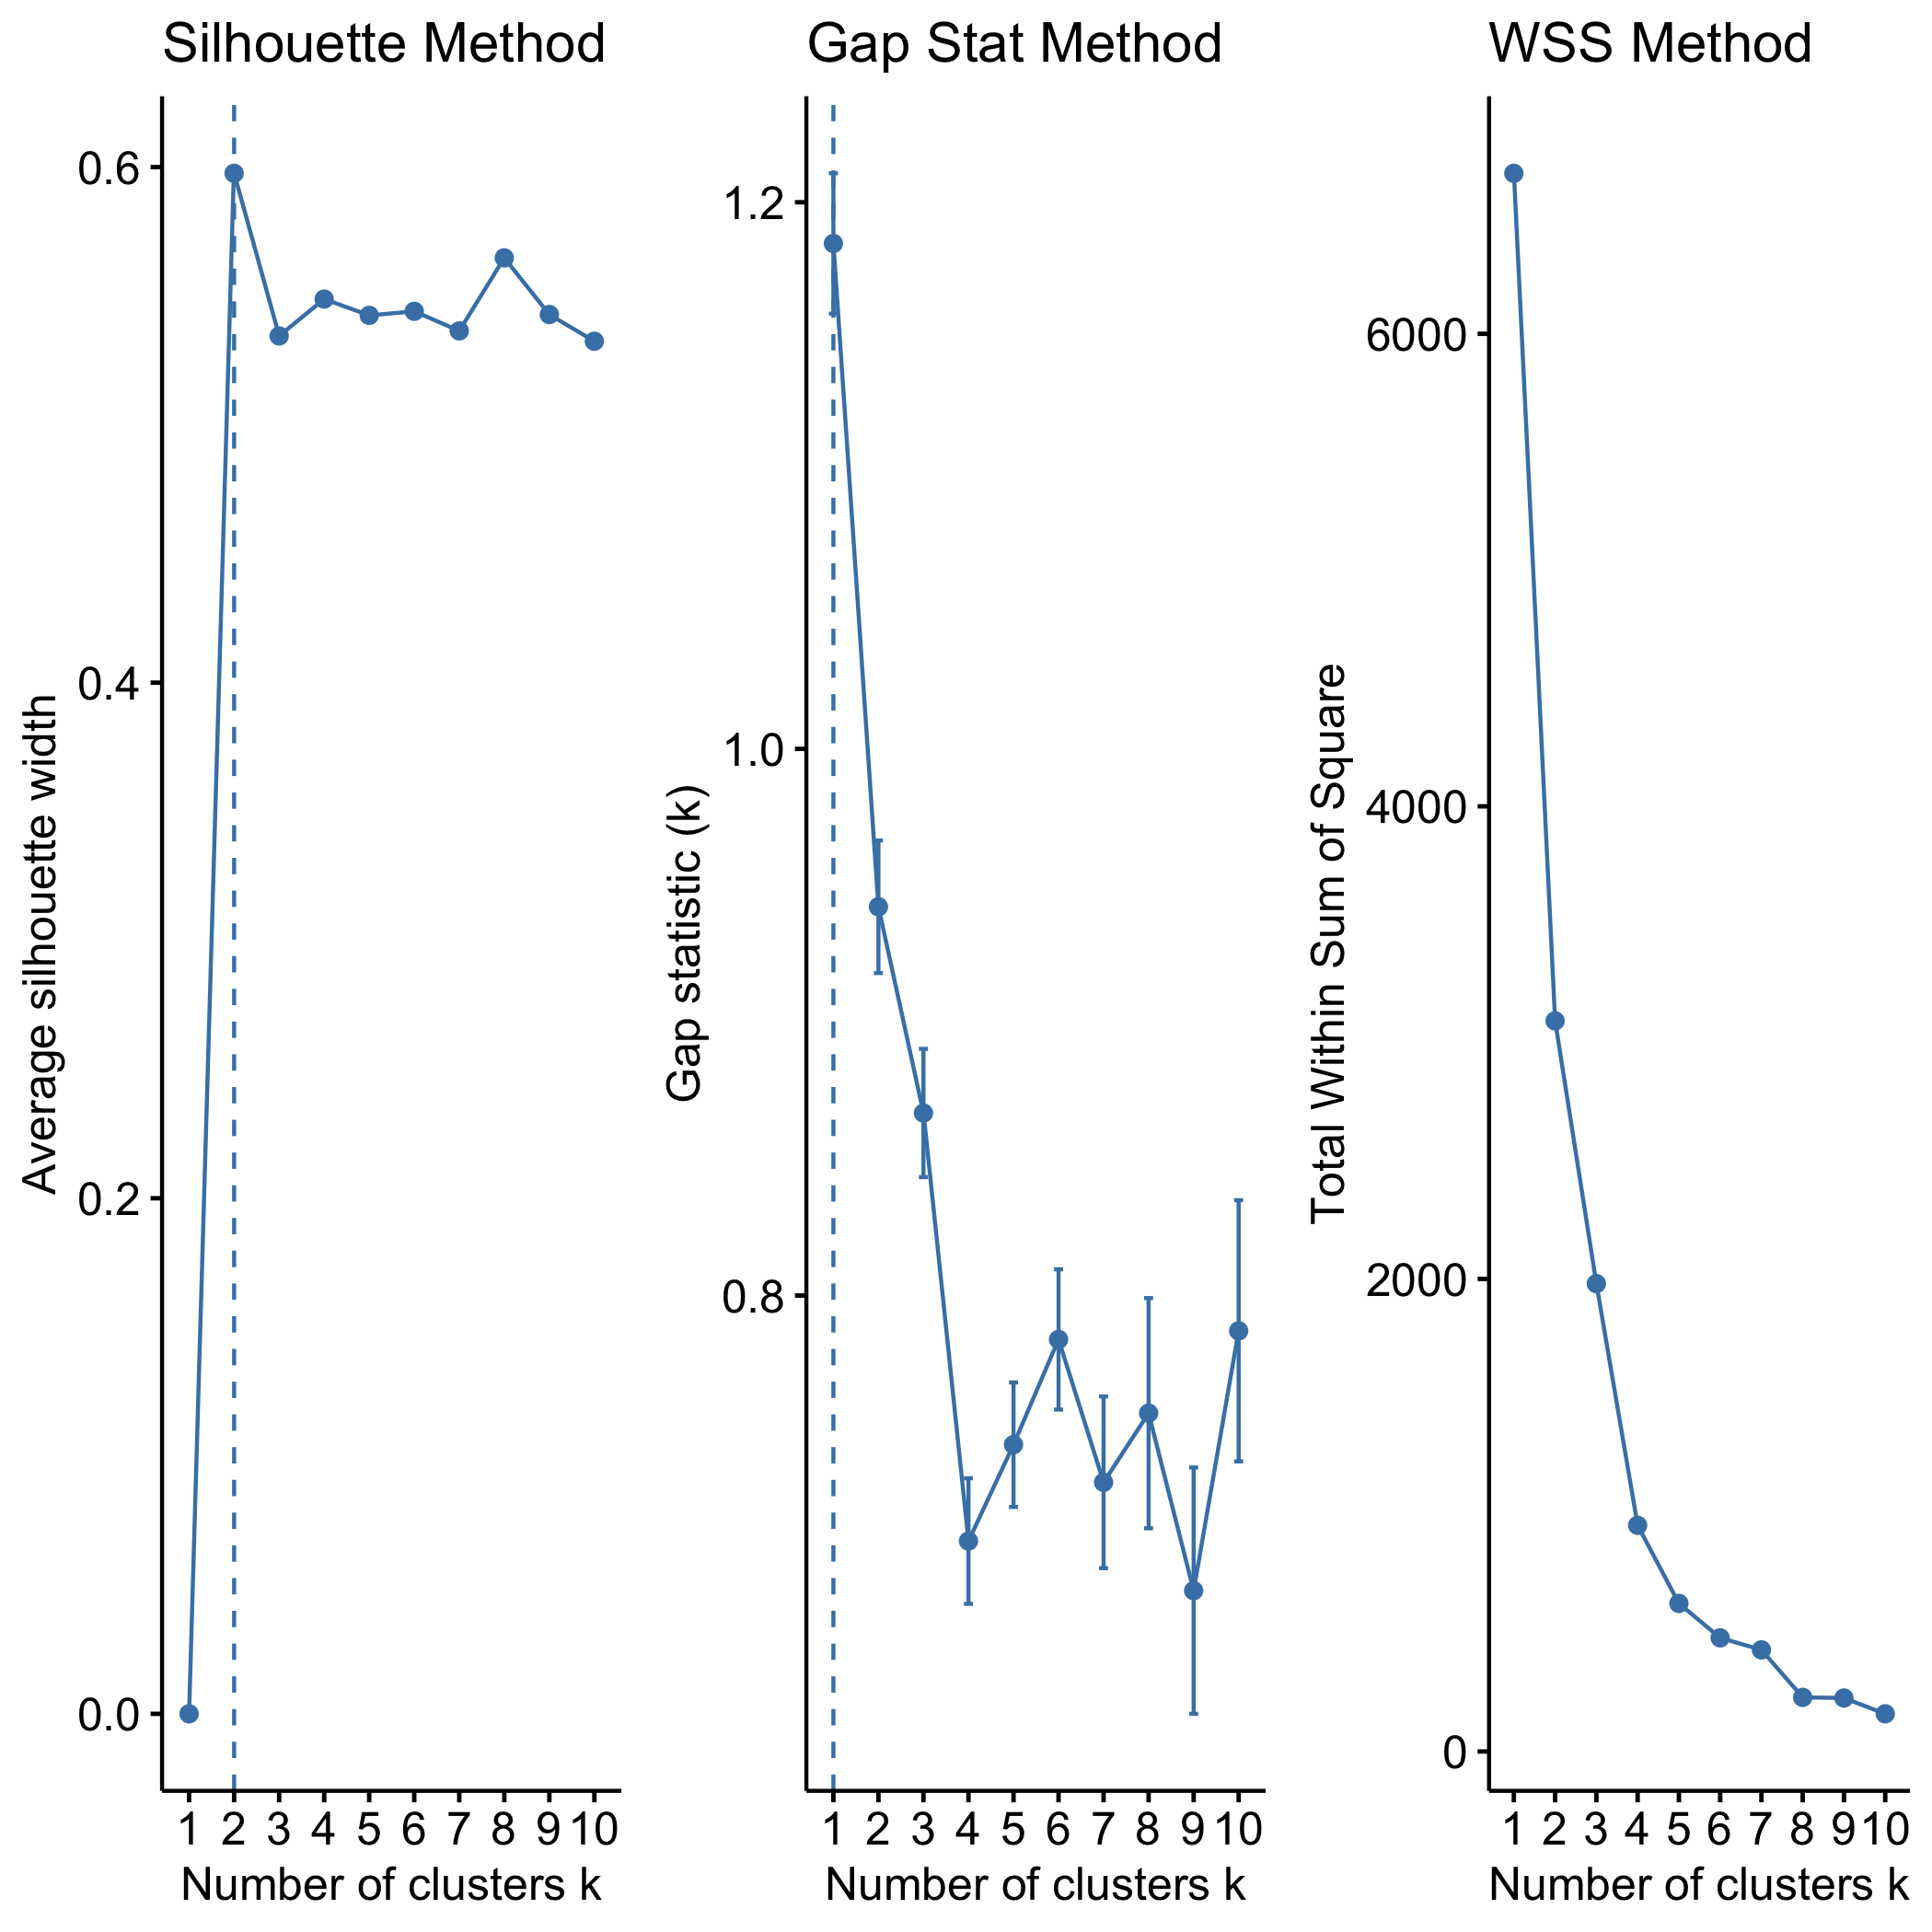 Silhouette Method
0.6
0.4
0.2
0.0
Average silhouette width
1 2 3 4 5 6 7 8 9 10
Number of clusters k
Gap Stat Method
1.2
1.0
0.8
Gap statistic (k)
1 2 3 4 5 6 7 8 9 10
Number of clusters k
WSS Method
6000
4000
2000
0
Total Within Sum of Square
1 2 3 4 5 6 7 8 9 10
Number of clusters k